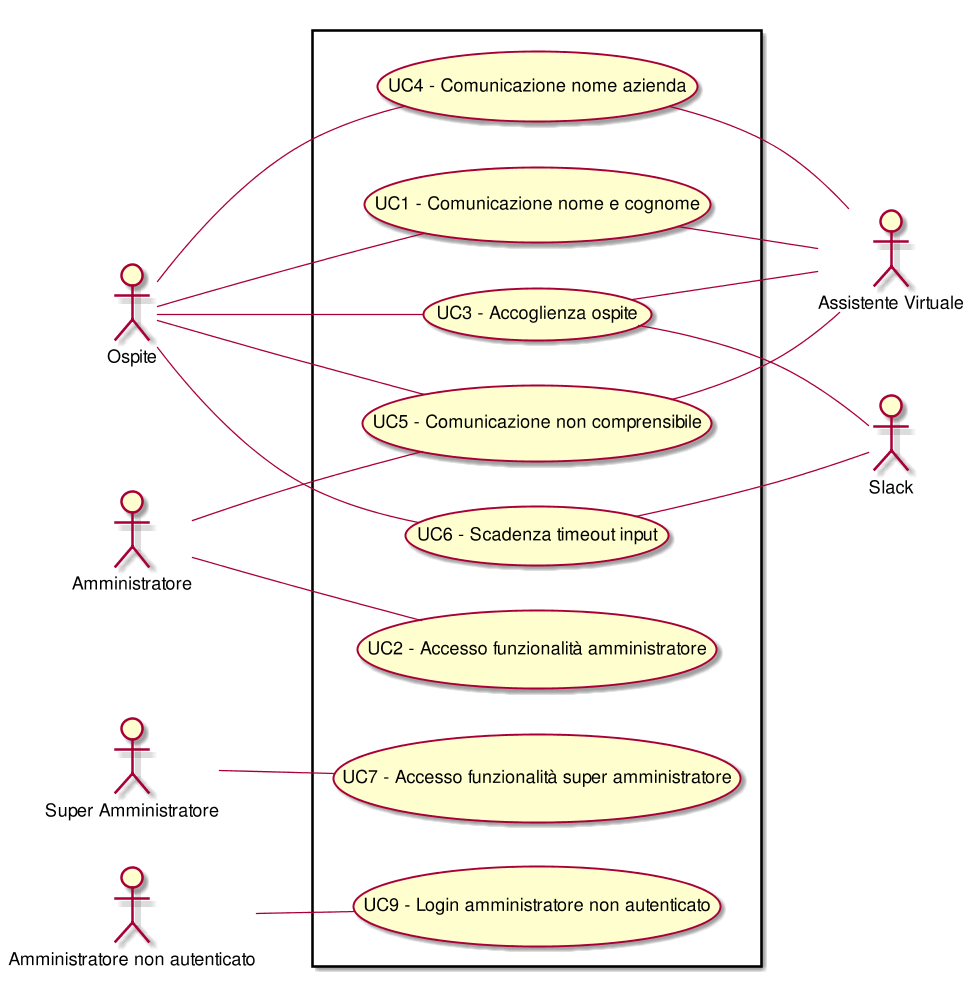 UC4 - Comunicazione nome azienda
UC1 - Comunicazione nome e cognome
Assistente Virtuale
UC3 - Accoglienza ospite
Ospite
UC5 - Comunicazione non comprensibile
Slack
UC6 - Scadenza timeout input
Amministratore
UC2 - Accesso funzionalità amministratore
UC7 - Accesso funzionalità super amministratore
Super Amministratore
UC9 - Login amministratore non autenticato
Amministratore non autenticato